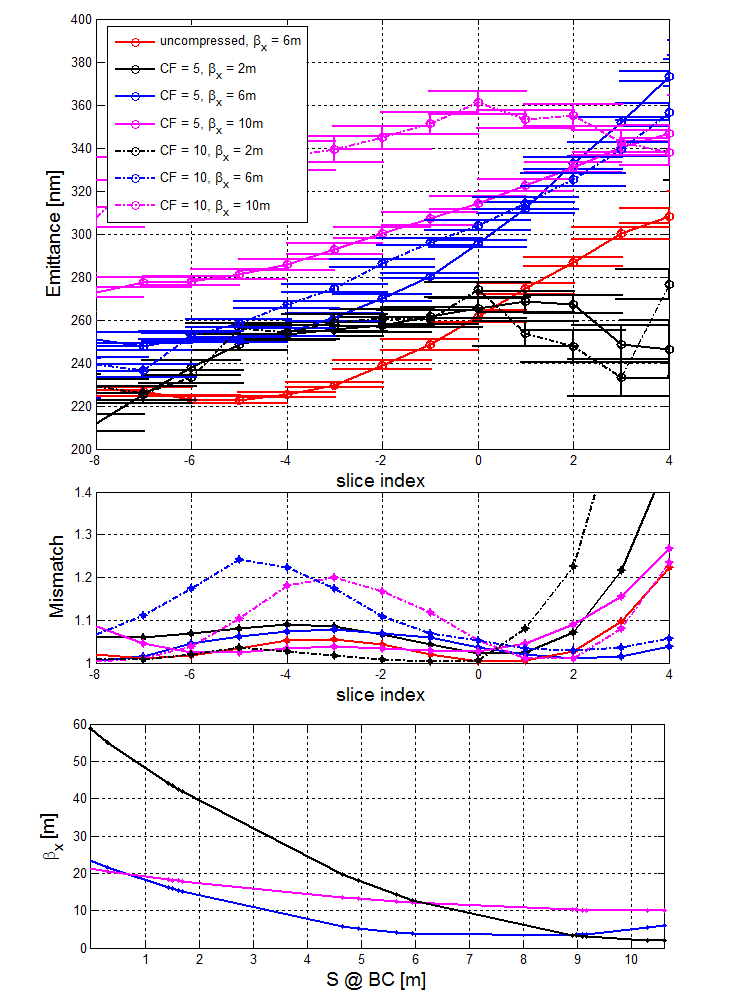 400
380
360
340
320
300
280
260
240
220
200
Emittance [nm]
uncompressed, βx = 6m
CF = 5, βx = 2m
CF = 5, βx = 6m
CF = 5, βx = 10m
CF = 10, βx = 2m
CF = 10, βx = 6m
CF = 10, βx = 10m
-8 -6 -4 -2 0 2 4
slice index
1.4
1.3
1.2
1.1
1
Mismatch
-8 -6 -4 -2 0 2 4
slice index
60
50
40
30
20
10
0
βx [m]
1 2 3 4 5 6 7 8 9 10
S @ BC [m]